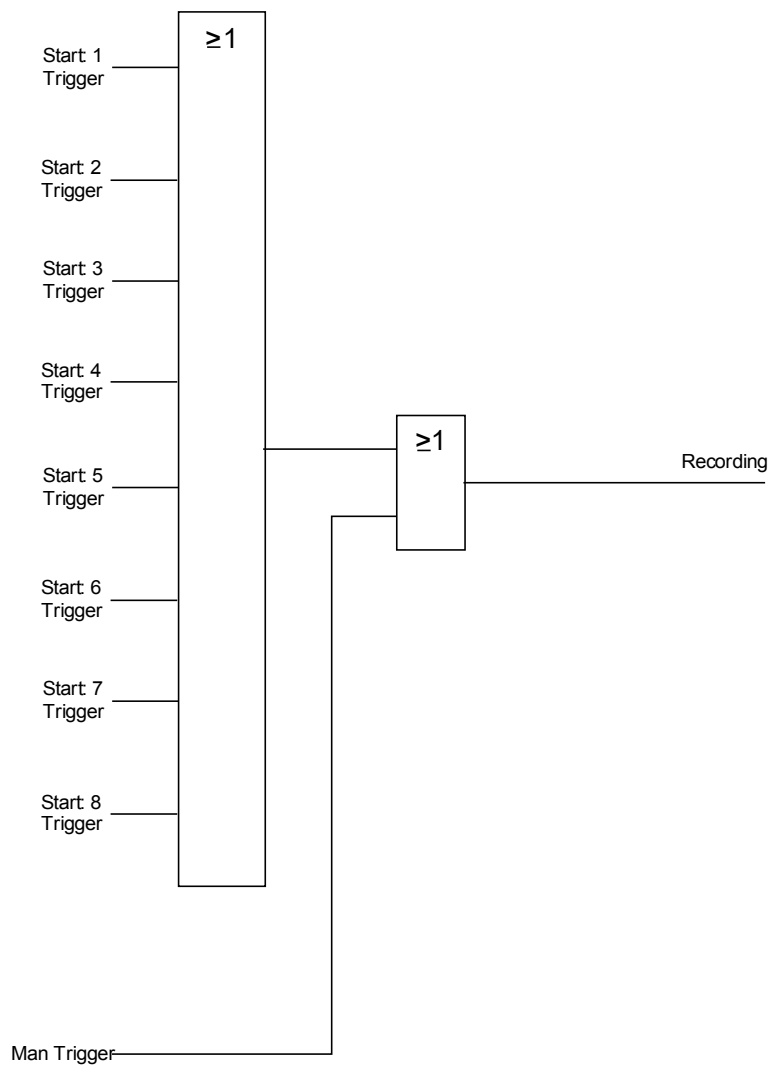 ≥1
Start 1
Trigger
Start 2
Trigger
Start 3
Trigger
Start 4
Trigger
Start 5
Trigger
Start 6
Trigger
Start 7
Trigger
Start 8
Trigger
≥1
Recording
Man Trigger